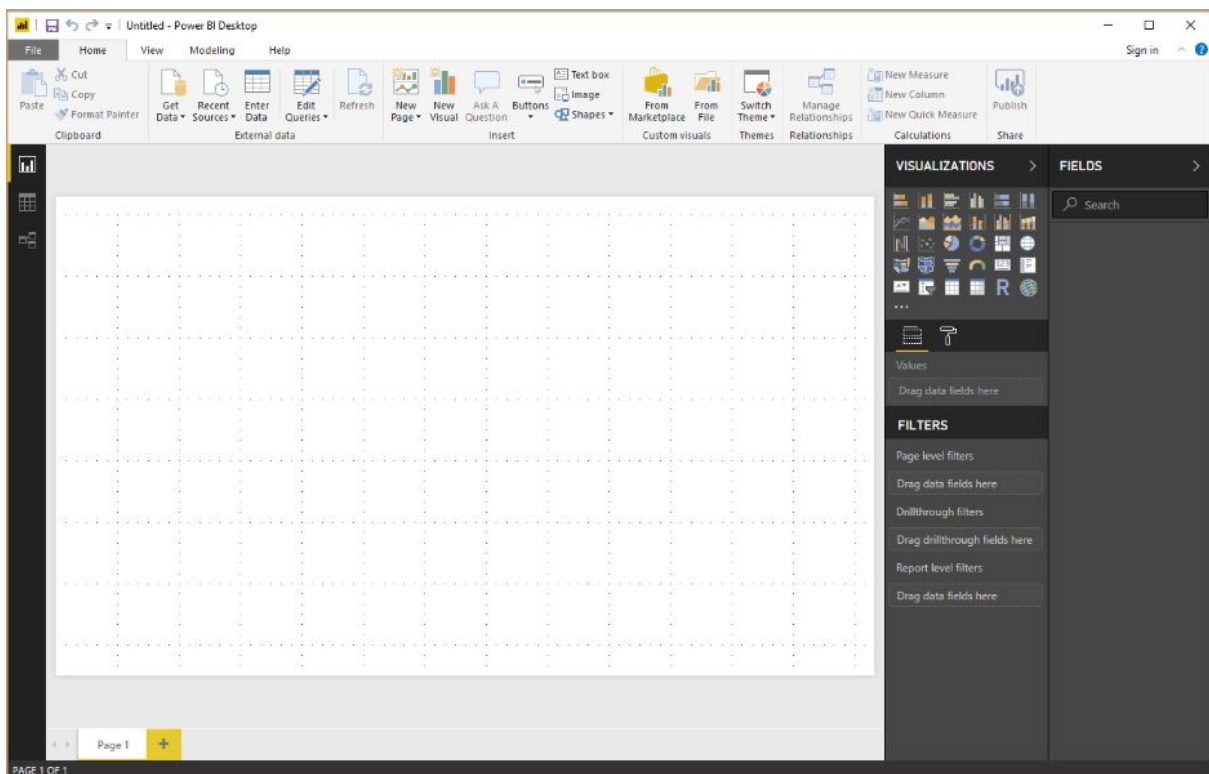 Untitled - Power BI Desktop
File Home View Modeling Help Sign in
Paste
Cut
Copy
Format Painter
Clipboard
Get Data
Recent Sources
Enter Data
Edit Queries
Refresh
External data
New Page
New Visual
Ask A Question
Buttons
Text box
Image
Shapes
Insert
From Marketplace
From File
Custom visuals
Switch Theme
Themes
Manage Relationships
Relationships
New Measure
New Column
New Quick Measure
Calculations
Publish
Share
VISUALIZATIONS
R
Values
Drag data fields here
FILTERS
Page level filters
Drag data fields here
Drillthrough filters
Drag drillthrough fields here
Report level filters
Drag data fields here
FIELDS
Search
Page 1
PAGE 1 OF 1